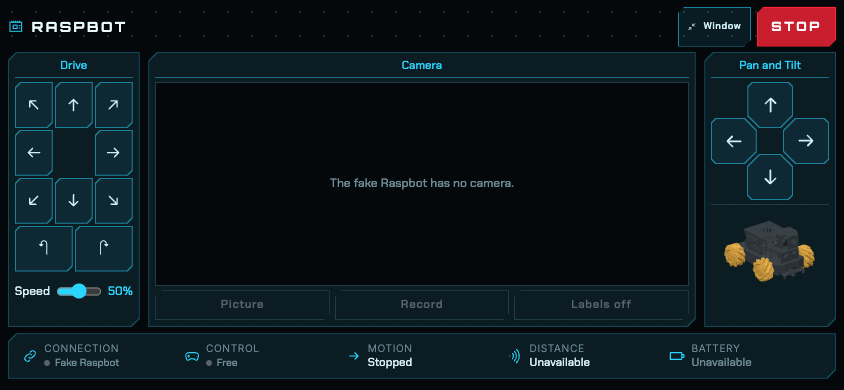 RASPBOT
Window
STOP
Drive
Speed 50%
Camera
The fake Raspbot has no camera.
Picture
Record
Labels off
Pan and Tilt
CONNECTION
Fake Raspbot
CONTROL
Free
MOTION
Stopped
DISTANCE
Unavailable
BATTERY
Unavailable